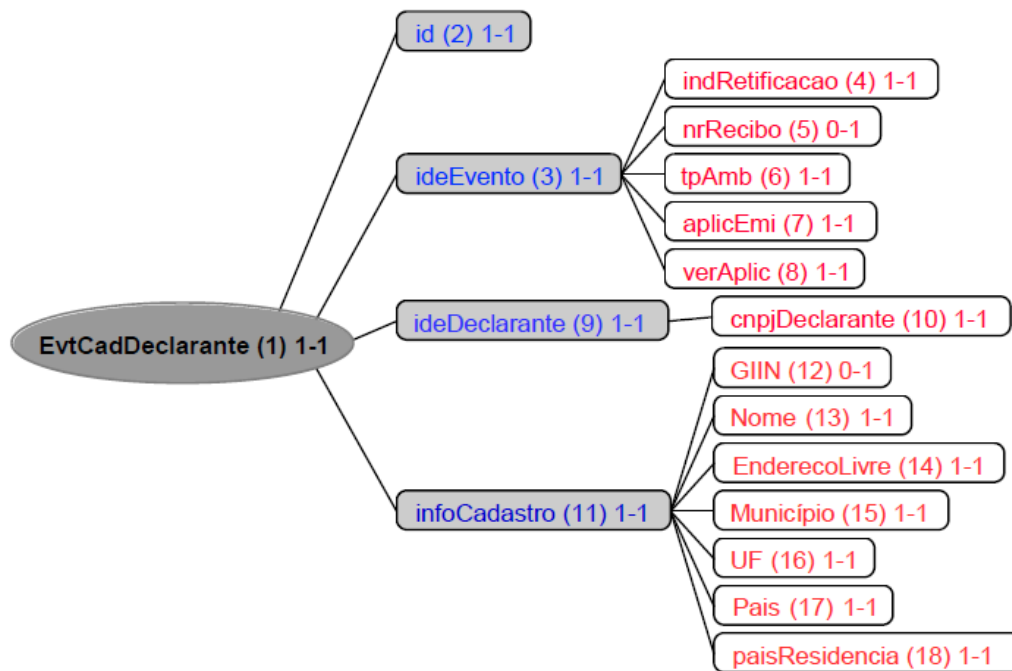 id (2) 1-1
indRetificacao (4) 1-1
nrRecibo (5) 0-1
ideEvento (3) 1-1
tpAmb (6) 1-1
aplicEmi (7) 1-1
verAplic (8) 1-1
EvtCadDeclarante (1) 1-1
ideDeclarante (9) 1-1
cnpjDeclarante (10) 1-1
GIIN (12) 0-1
Nome (13) 1-1
EnderecoLivre (14) 1-1
infoCadastro (11) 1-1
Município (15) 1-1
UF (16) 1-1
Pais (17) 1-1
paisResidencia (18) 1-1